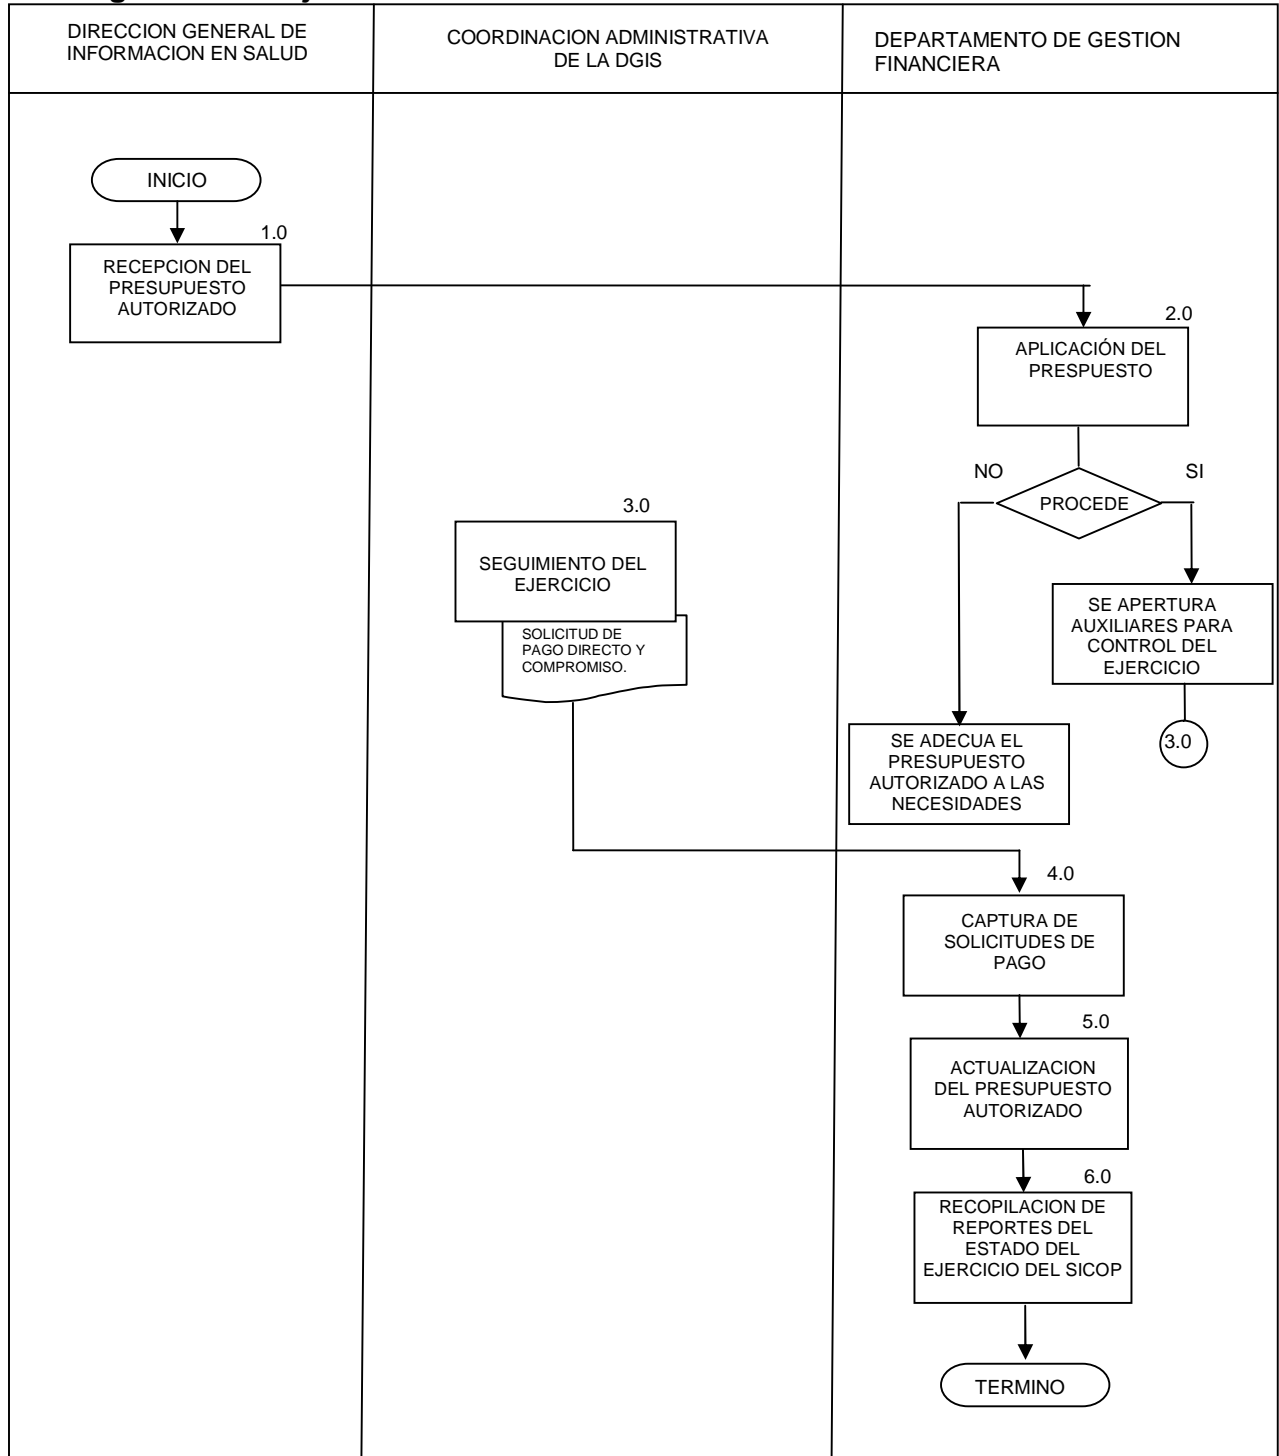 DIRECCION GENERAL DE
INFORMACION EN SALUD
COORDINACION ADMINISTRATIVA
DE LA DGIS
DEPARTAMENTO DE GESTION
FINANCIERA
INICIO
1.0
RECEPCION DEL
PRESUPUESTO
AUTORIZADO
2.0
APLICACIÓN DEL
PRESPUESTO
NO
SI
PROCEDE
3.0
SEGUIMIENTO DEL
EJERCICIO
SOLICITUD DE
PAGO DIRECTO Y
COMPROMISO.
SE APERTURA
AUXILIARES PARA
CONTROL DEL
EJERCICIO
3.0
SE ADECUA EL
PRESUPUESTO
AUTORIZADO A LAS
NECESIDADES
4.0
CAPTURA DE
SOLICITUDES DE
PAGO
5.0
ACTUALIZACION
DEL PRESUPUESTO
AUTORIZADO
6.0
RECOPILACION DE
REPORTES DEL
ESTADO DEL
EJERCICIO DEL SICOP
TERMINO